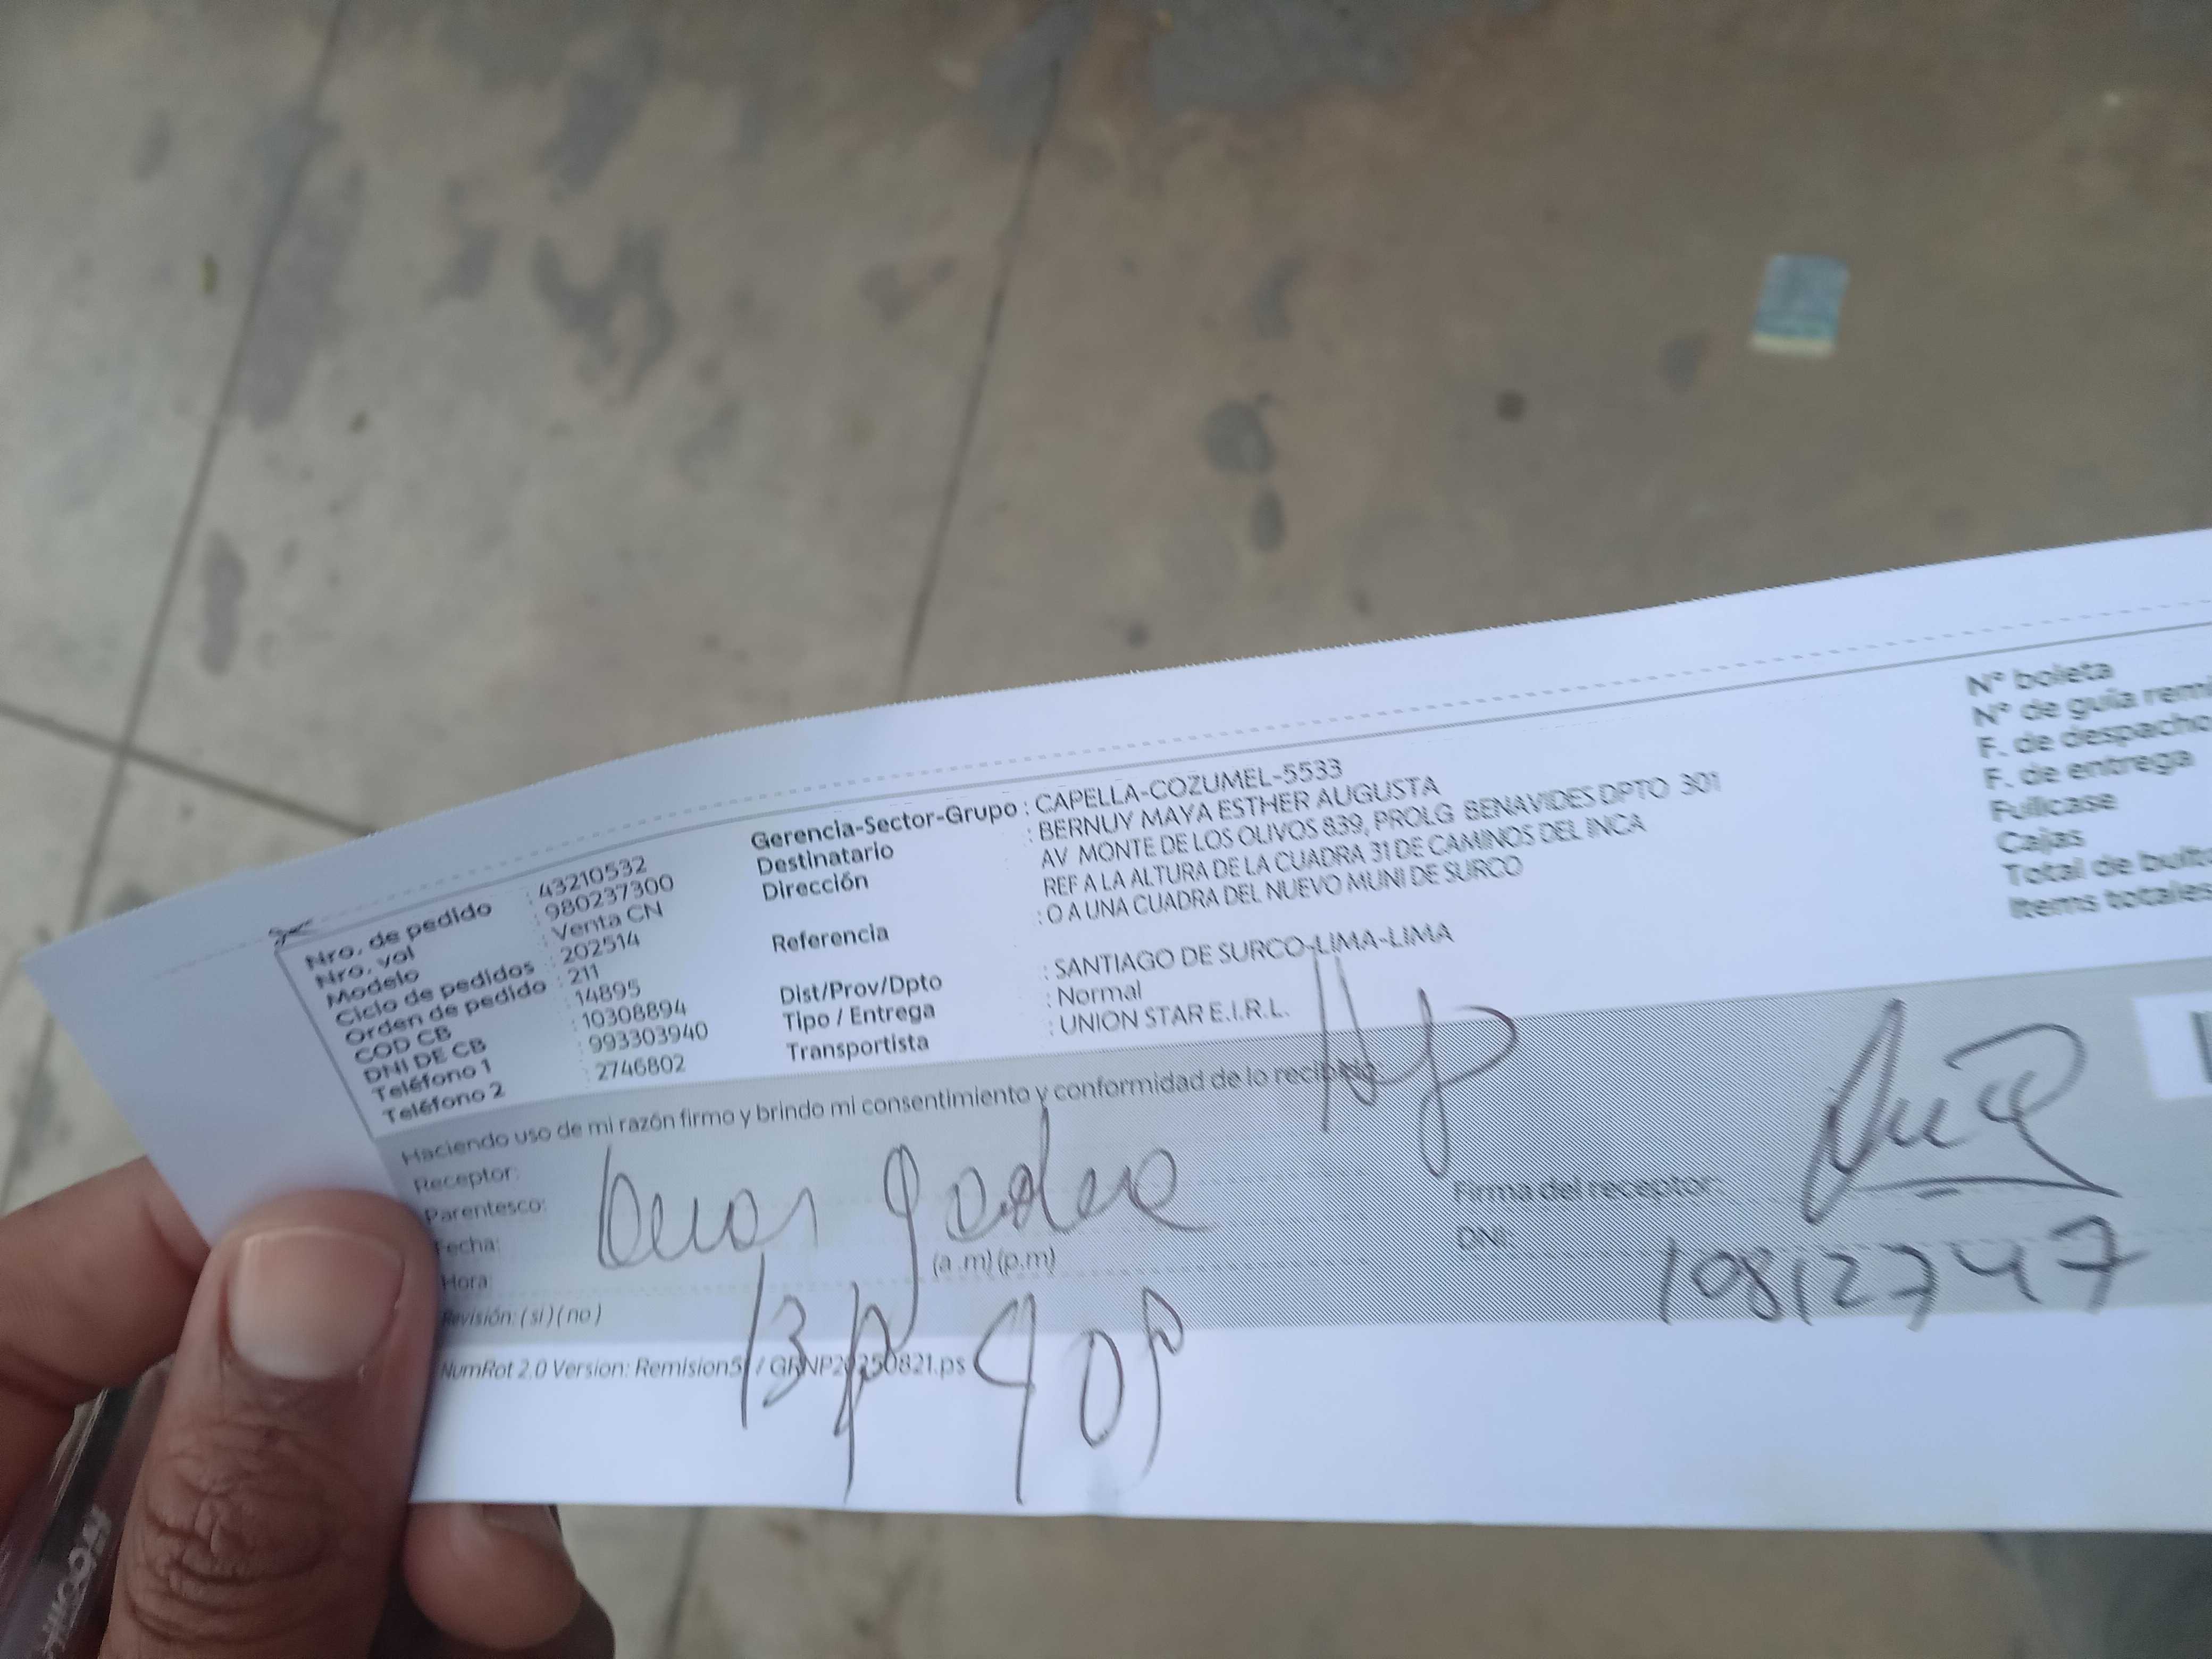 Nro. de pedido : 43210532
Nro. vol : 980237300
Modelo : Venta CN
Ciclo de pedidos : 202514
Orden de pedido : 211
COD CB : 14895
DNI DE CB : 10308894
Teléfono 1 : 993303940
Teléfono 2 : 2746802
Gerencia-Sector-Grupo : CAPELLA-COZUMEL-5533
Destinatario : BERNUY MAYA ESTHER AUGUSTA
Dirección AV MONTE DE LOS OLIVOS 839, PROLG BENAVIDES DPTO 301
REF A LA ALTURA DE LA CUADRA 31 DE CAMINOS DEL INCA
Referencia : O A UNA CUADRA DEL NUEVO MUNI DE SURCO
Dist/Prov/Dpto : SANTIAGO DE SURCO-LIMA-LIMA
Tipo / Entrega : Normal
Transportista : UNION STAR E.I.R.L.
N° boleta
N° de guía remi
F. de despacho
F. de entrega
Fullcase
Cajas
Total de bulto
Items totales
Haciendo uso de mi razón firmo y brindo mi consentimiento y conformidad de lo recibido
Receptor:
Parentesco:
Fecha:
Hora: (a.m) (p.m)
Revisión: ( si ) ( no )
Firma del receptor:
DNI: 10812747
NumRot 2.0 Version: Remision5f / GRNP20250821.ps